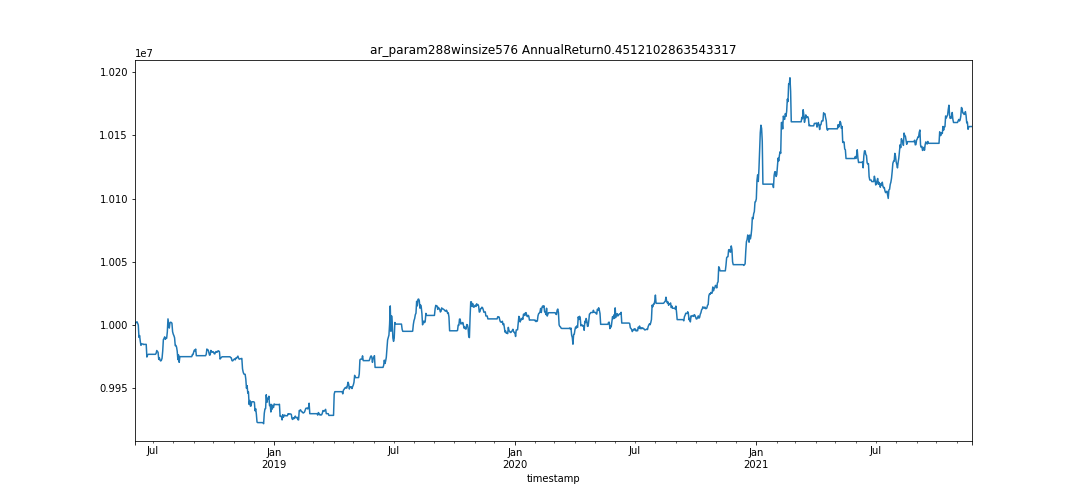 ar_param288winsize576 AnnualReturn0.4512102863543317
1e7
1.020
1.015
1.010
1.005
1.000
0.995
Jul Jan Jul Jan Jul Jan Jul
2019 2020 2021
timestamp